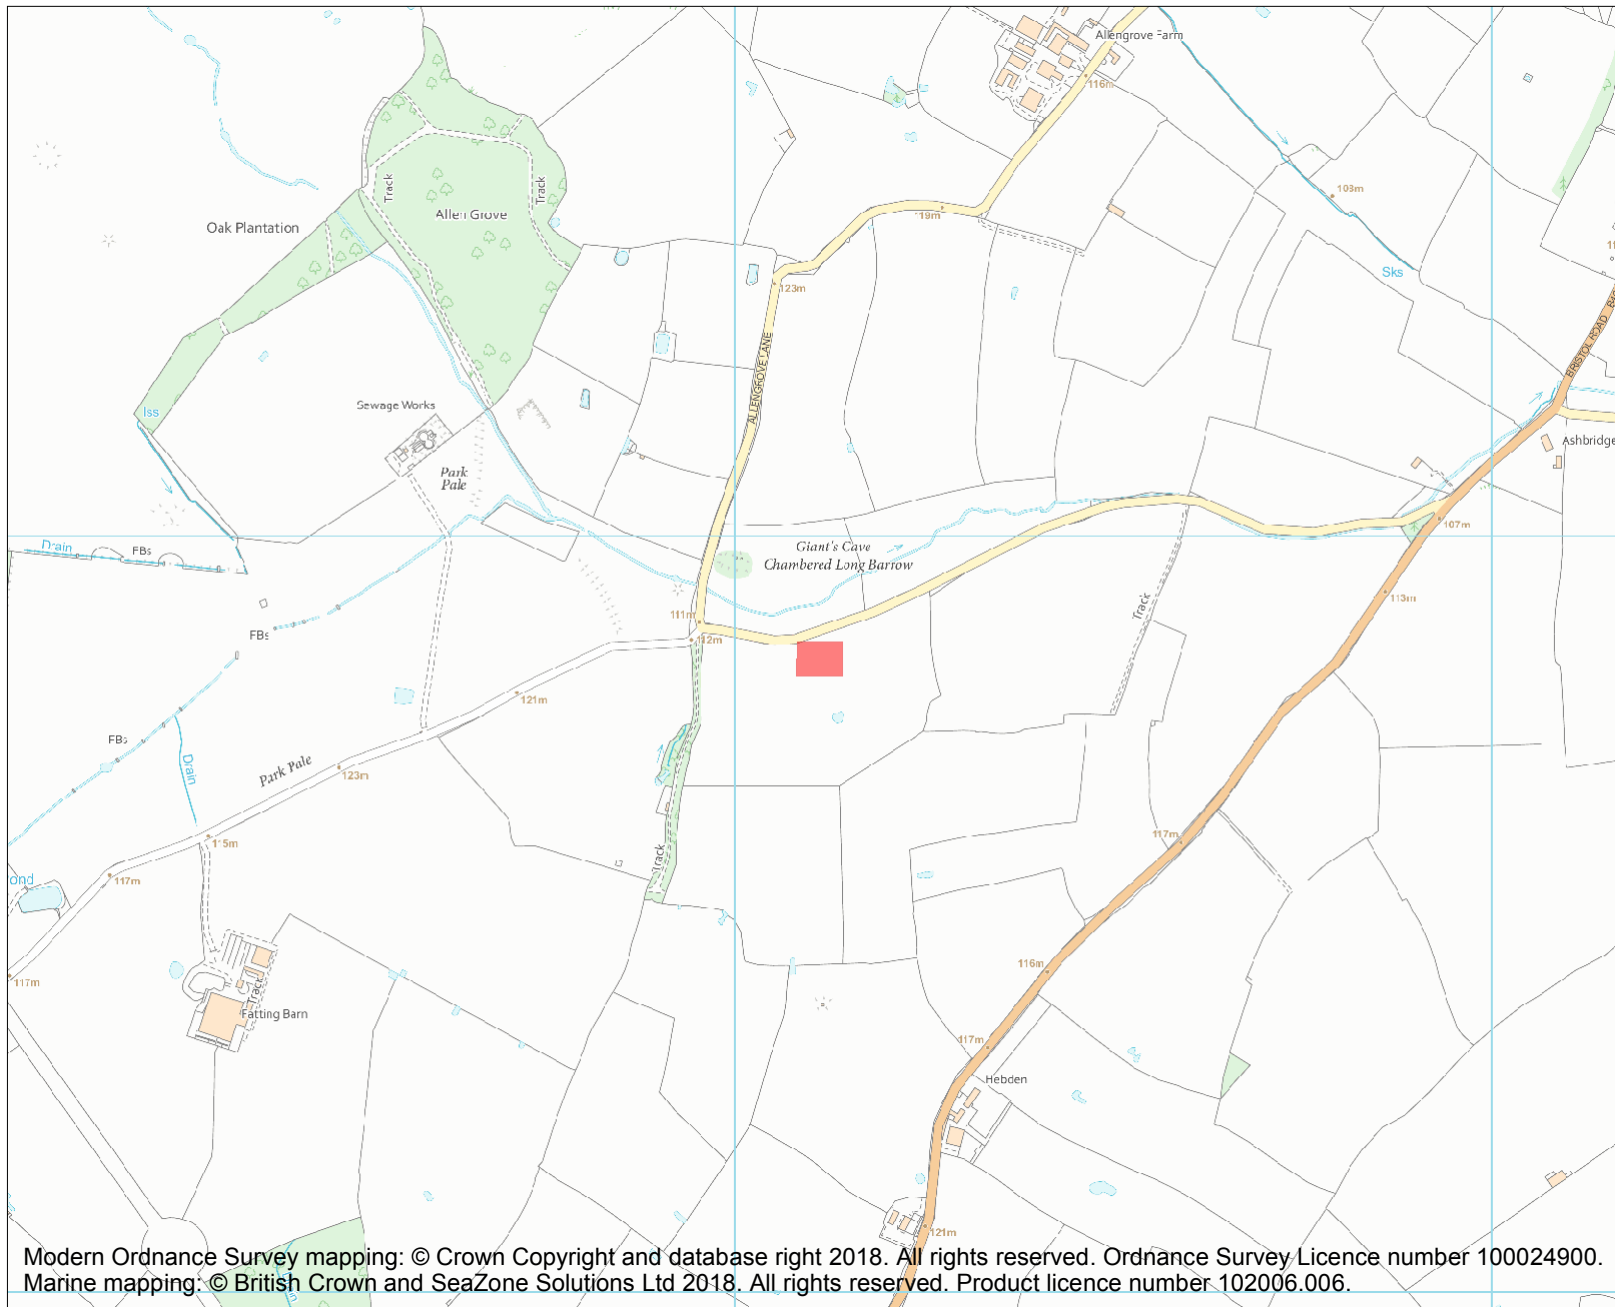 Allengrove Farm
116m
103m
Track
Track
Allen Grove
Oak Plantation
119m
Sks
123m
BRISTOL ROAD
ALLENGROVE LANE
Iss
Sewage Works
Ashbridge
Park
Pale
107m
Drain
FBs
Giant's Cave
Chambered Long Barrow
113m
Track
111m
FBs
112m
121m
FBs
Drain
Park Pale
123m
117m
115m
Track
ond
117m
116m
117m
Track
Fatting Barn
117m
Hebden
121m
Modern Ordnance Survey mapping: © Crown Copyright and database right 2018. All rights reserved. Ordnance Survey Licence number 100024900.
Marine mapping: © British Crown and SeaZone Solutions Ltd 2018. All rights reserved. Product licence number 102006.006.